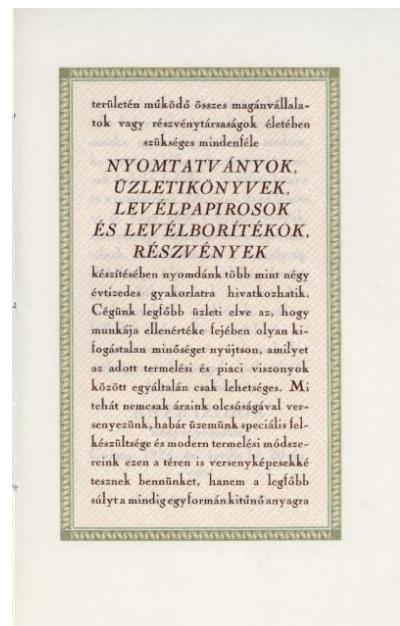 területén működő összes magánvállala-
tok vagy részvénytársaságok életében
szükséges mindenféle
NYOMTATVÁNYOK,
ÜZLETIKÖNYVEK,
LEVÉLPAPIROSOK
ÉS LEVÉLBORÍTÉKOK,
RÉSZVÉNYEK
készítésében nyomdánk több mint négy
évtizedes gyakorlatra hivatkozhatik.
Cégünk legfőbb üzleti elve az, hogy
munkája ellenértéke fejében olyan ki-
fogástalan minőséget nyújtson, amilyet
az adott termelési és piaci viszonyok
között egyáltalán csak lehetséges. Mi
tehát nemcsak áraink olcsóságával ver-
senyezünk, habár üzemünk speciális fel-
készültsége és modern termelési módsze-
reink ezen a téren is versenyképesekké
tesznek bennünket, hanem a legfőbb
súlyt a mindig egyformán kitűnő anyagra